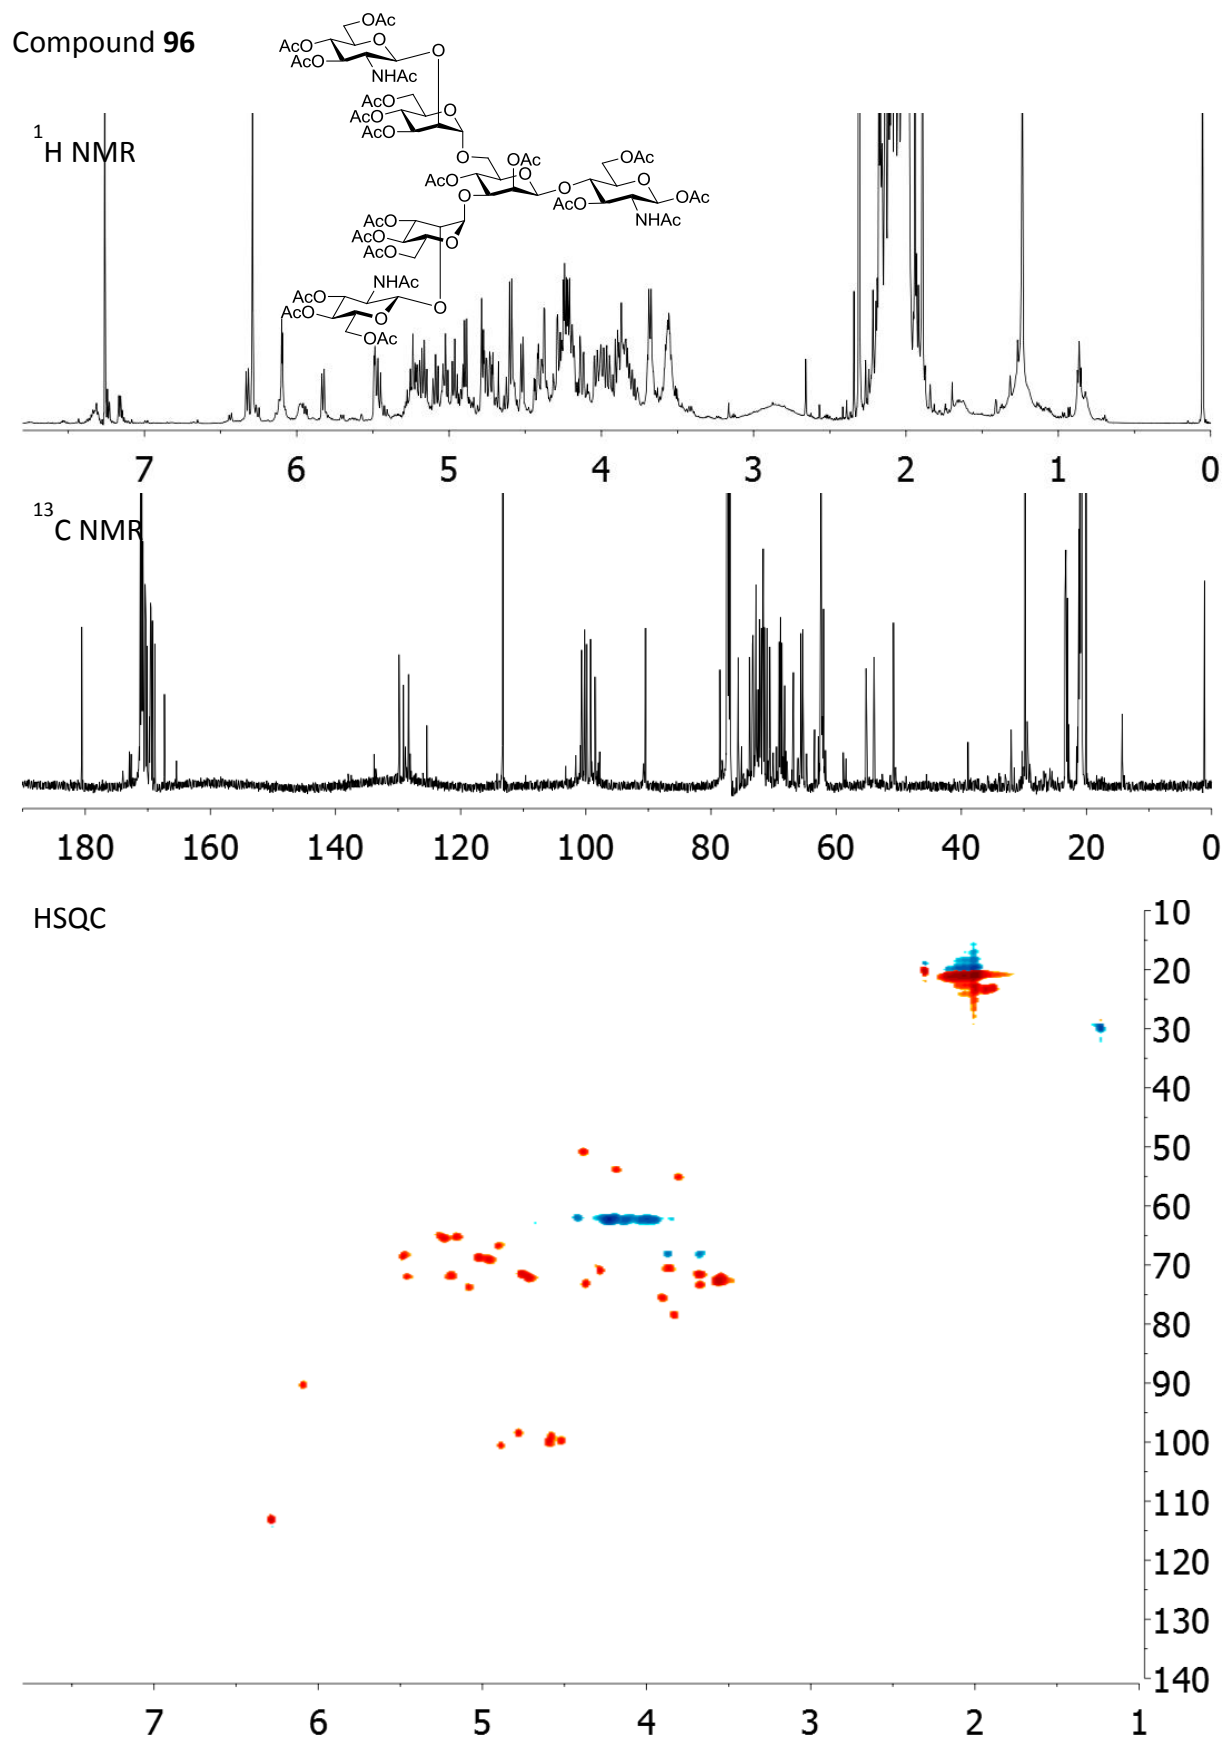 Compound 96
OAc
AcO O O
AcO
NHAc
AcO
AcO O
AcO
O OAc OAc
AcO O O O OAc
O AcO
AcO O NHAc
AcO
AcO O
NHAc
AcO O
AcO O
OAc
1H NMR
7 6 5 4 3 2 1 0
13C NMR
180 160 140 120 100 80 60 40 20 0
HSQC
10
20
30
40
50
60
70
80
90
100
110
120
130
140
7 6 5 4 3 2 1